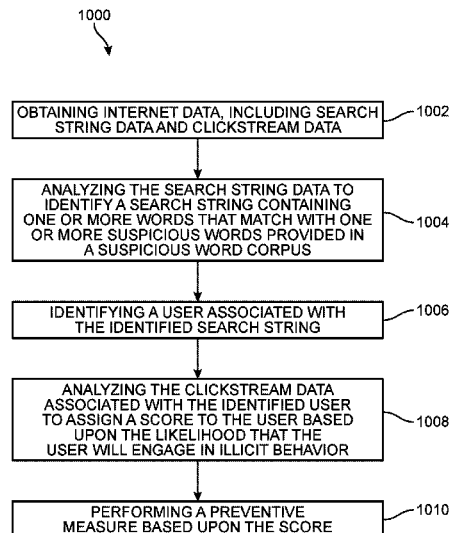 1000
OBTAINING INTERNET DATA, INCLUDING SEARCH
STRING DATA AND CLICKSTREAM DATA
1002
ANALYZING THE SEARCH STRING DATA TO
IDENTIFY A SEARCH STRING CONTAINING
ONE OR MORE WORDS THAT MATCH WITH ONE
OR MORE SUSPICIOUS WORDS PROVIDED IN
A SUSPICIOUS WORD CORPUS
1004
IDENTIFYING A USER ASSOCIATED WITH
THE IDENTIFIED SEARCH STRING
1006
ANALYZING THE CLICKSTREAM DATA
ASSOCIATED WITH THE IDENTIFIED USER
TO ASSIGN A SCORE TO THE USER BASED
UPON THE LIKELIHOOD THAT THE
USER WILL ENGAGE IN ILLICIT BEHAVIOR
1008
PERFORMING A PREVENTIVE
MEASURE BASED UPON THE SCORE
1010